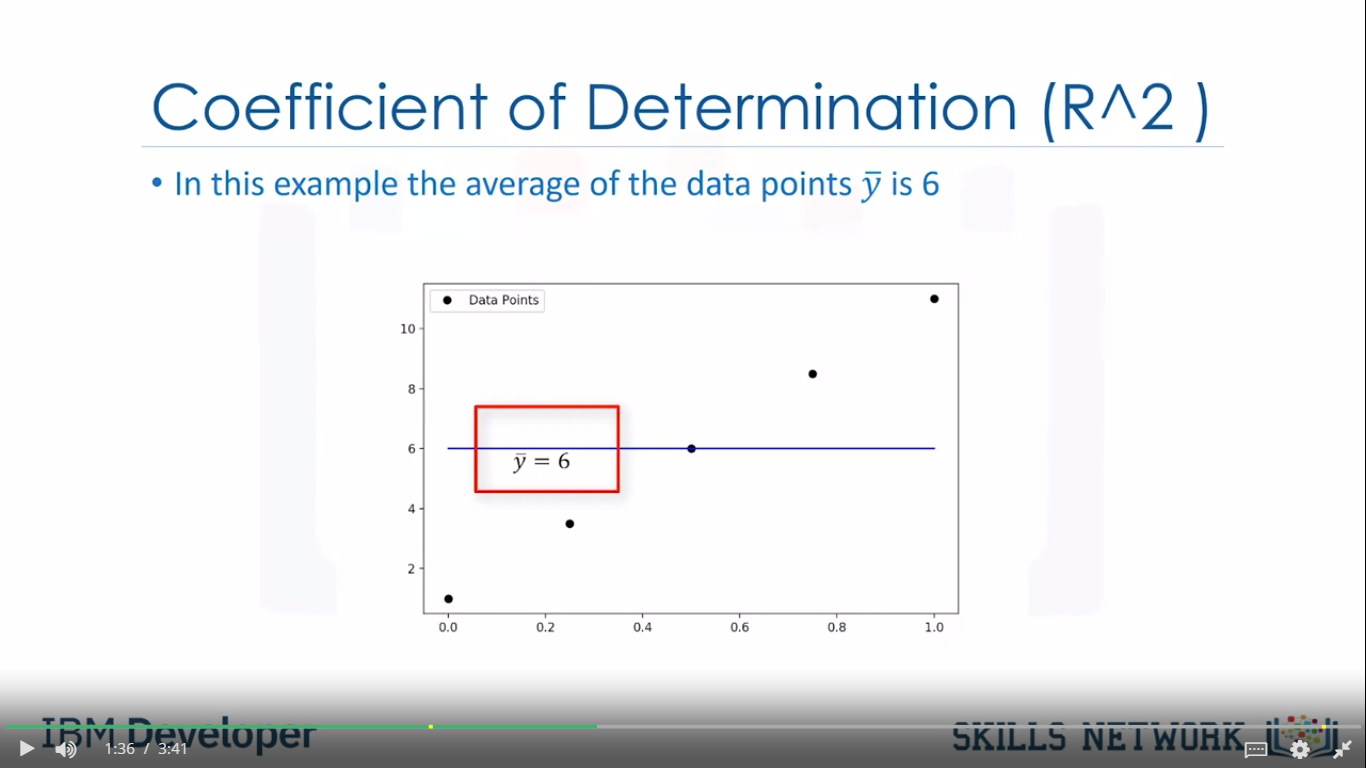 Coefficient of Determination (R^2 )
• In this example the average of the data points ȳ is 6
Data Points
10
8
6
ȳ = 6
4
2
0.0 0.2 0.4 0.6 0.8 1.0
IBM Developer
SKILLS NETWORK
1:36 / 3:41